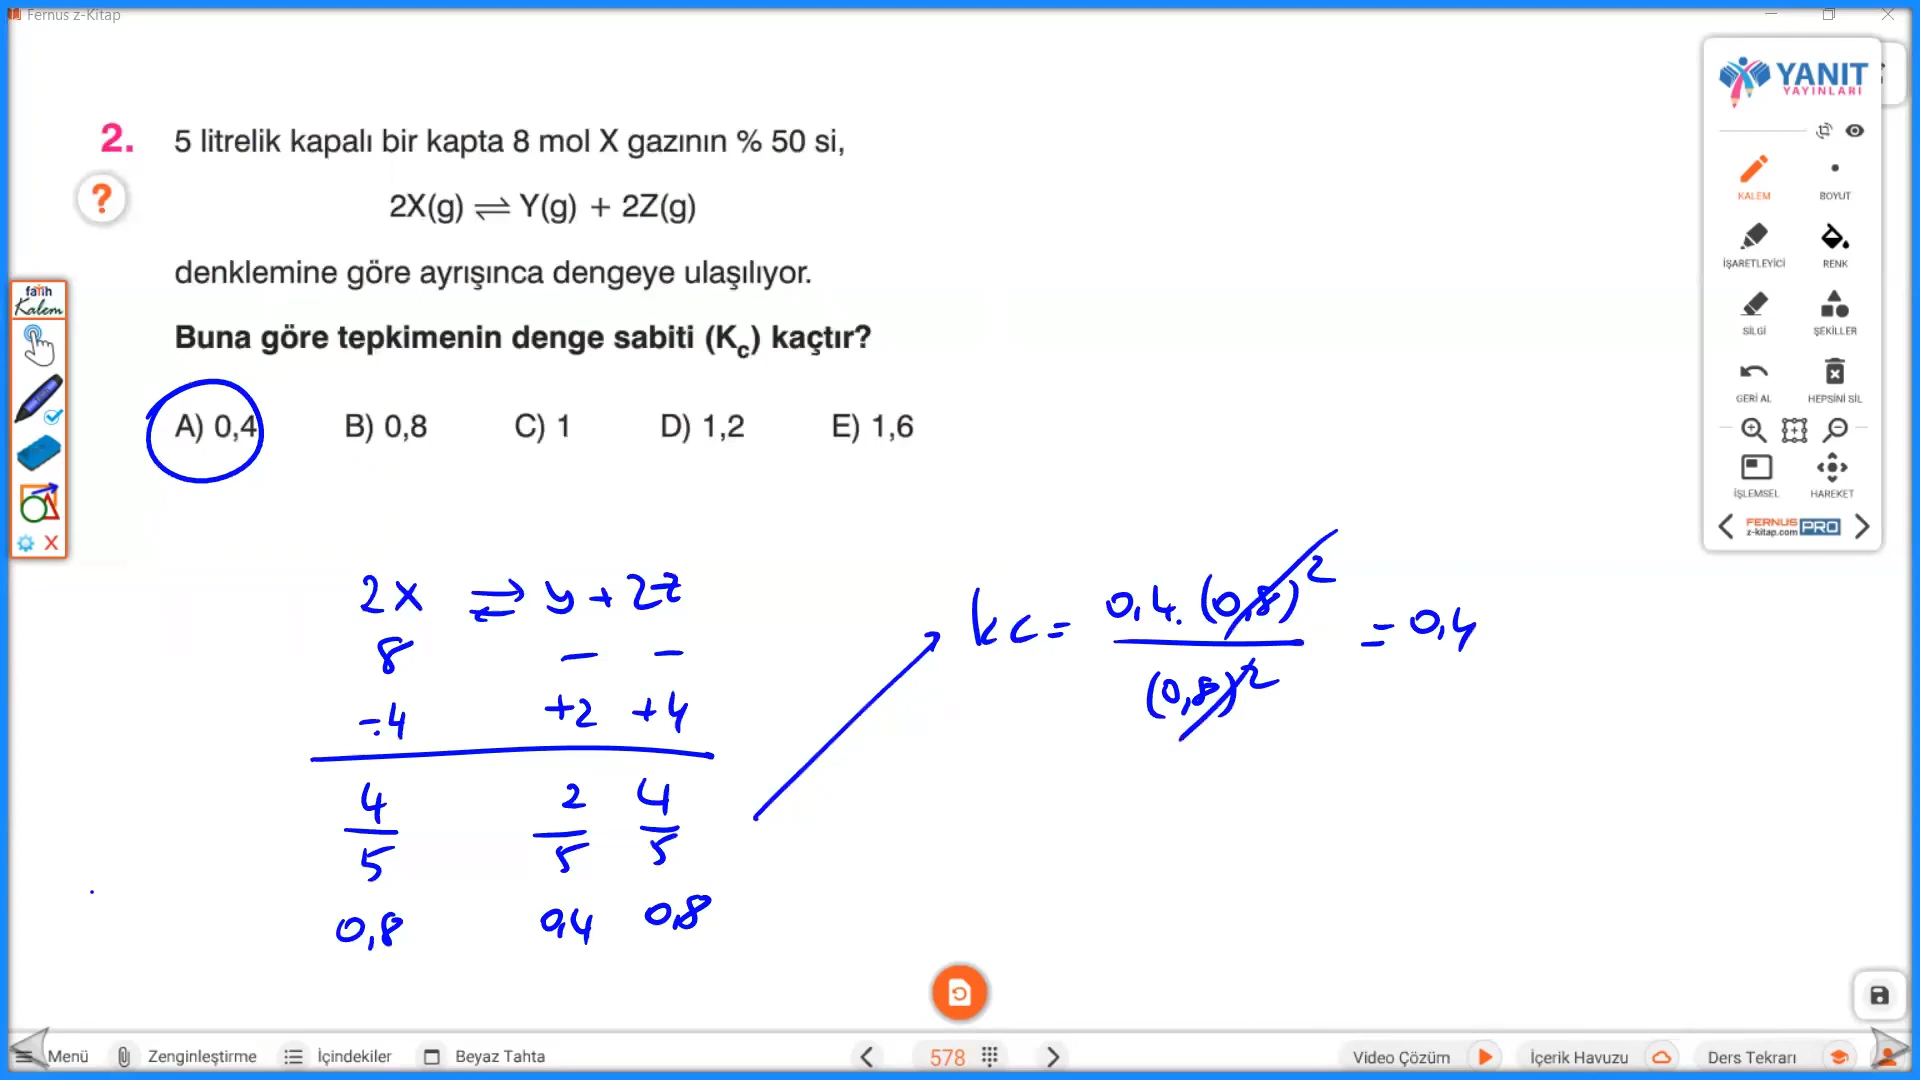 Fernus z-Kitap
YANIT
YAYINLARI
2. 5 litrelik kapalı bir kapta 8 mol X gazının % 50 si,
2X(g) ⇌ Y(g) + 2Z(g)
denklemine göre ayrışınca dengeye ulaşılıyor.
Buna göre tepkimenin denge sabiti (Kc) kaçtır?
A) 0,4 B) 0,8 C) 1 D) 1,2 E) 1,6
?
fatih
Kalem
KALEM BOYUT
İŞARETLEYİCİ RENK
SİLGİ ŞEKİLLER
GERİ AL HEPSİNİ SİL
İŞLEMSEL HAREKET
FERNUS PRO
z-kitap.com
2x ⇌ y + 2z
8 – –
-4 +2 +4
4/5 2/5 4/5
0,8 0,4 0,8
kc = 0,4.(0,8)² / (0,8)² = 0,4
Menü Zenginleştirme İçindekiler Beyaz Tahta 578 Video Çözüm İçerik Havuzu Ders Tekrarı